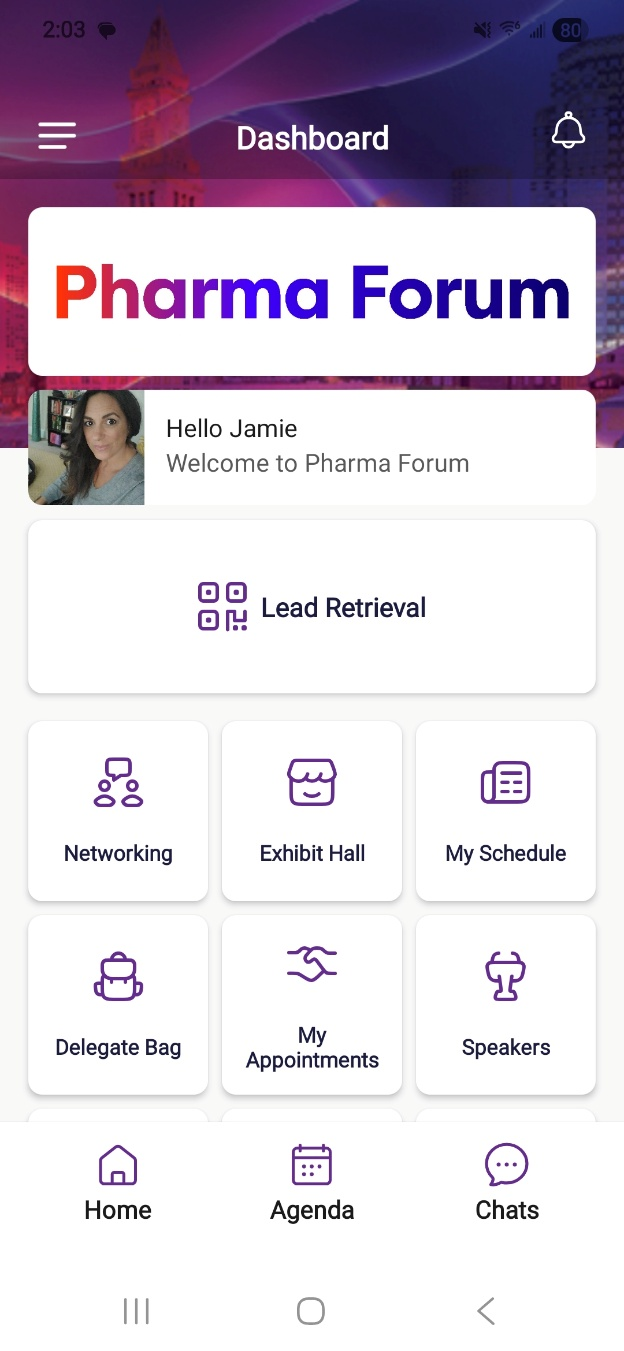 2:03
80
Dashboard
Pharma Forum
Hello Jamie
Welcome to Pharma Forum
Lead Retrieval
Networking
Exhibit Hall
My Schedule
Delegate Bag
My
Appointments
Speakers
Home
Agenda
Chats